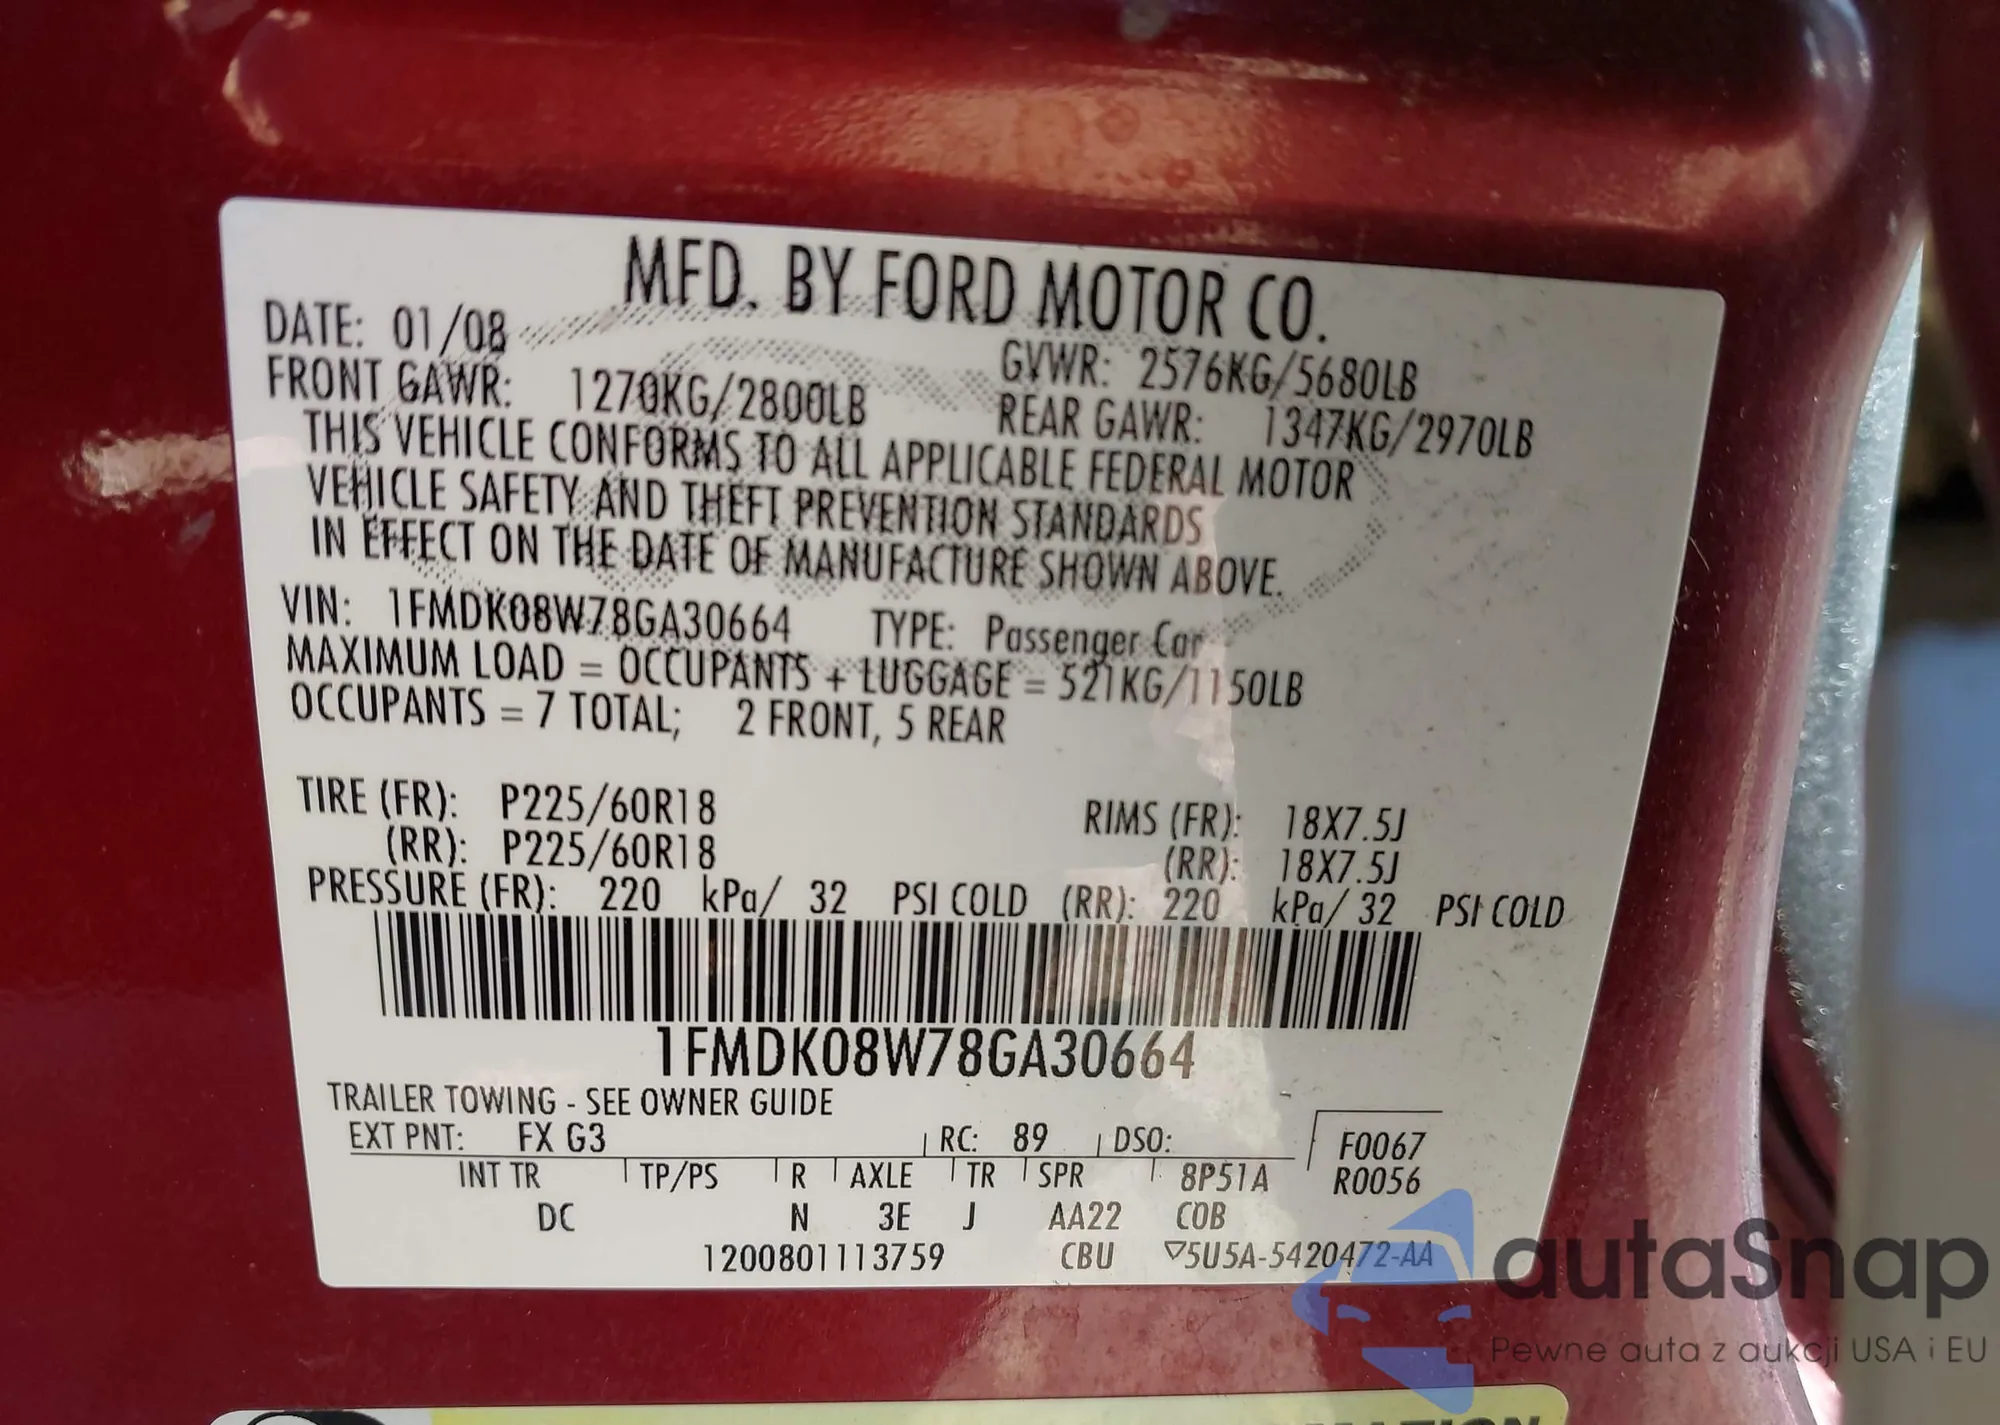 MFD. BY FORD MOTOR CO.
DATE: 01/08
GVWR: 2576KG/5680LB
FRONT GAWR: 1270KG/2800LB
REAR GAWR: 1347KG/2970LB
THIS VEHICLE CONFORMS TO ALL APPLICABLE FEDERAL MOTOR
VEHICLE SAFETY AND THEFT PREVENTION STANDARDS
IN EFFECT ON THE DATE OF MANUFACTURE SHOWN ABOVE.
VIN: 1FMDK08W78GA30664 TYPE: Passenger Car
MAXIMUM LOAD = OCCUPANTS + LUGGAGE = 521KG/1150LB
OCCUPANTS = 7 TOTAL; 2 FRONT, 5 REAR
TIRE (FR): P225/60R18 RIMS (FR): 18X7.5J
(RR): P225/60R18 (RR): 18X7.5J
PRESSURE (FR): 220 kPa/ 32 PSI COLD (RR): 220 kPa/ 32 PSI COLD
1FMDK08W78GA30664
TRAILER TOWING - SEE OWNER GUIDE
EXT PNT: FX G3 RC: 89 DSO: F0067
INT TR TP/PS R AXLE TR SPR 8P51A R0056
DC N 3E J AA22 COB
1200801113759 CBU ▽5U5A-5420472-AA
autaSnap
Pewne auta z aukcji USA i EU